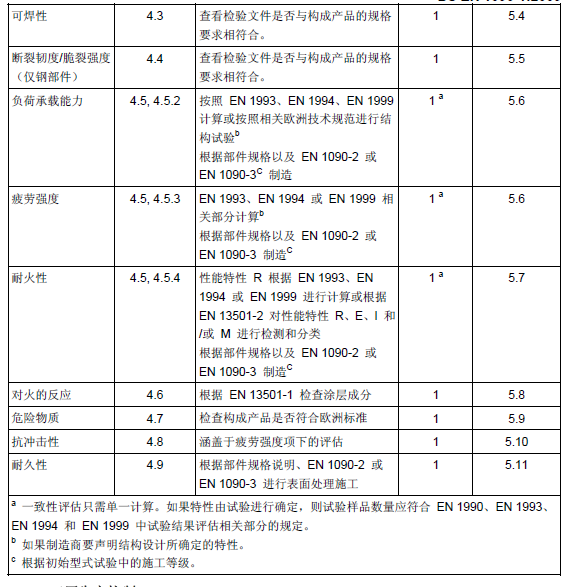 可焊性 4.3 查看检验文件是否与构成产品的规格 1 5.4
要求相符合。
断裂韧度/脆裂强度 4.4 查看检验文件是否与构成产品的规格 1 5.5
（仅钢部件） 要求相符合。
负荷承载能力 4.5, 4.5.2 按照 EN 1993、EN 1994、EN 1999 1 a 5.6
计算或按照相关欧洲技术规范进行结
构试验b
根据部件规格以及 EN 1090-2 或
EN 1090-3C 制造
疲劳强度 4.5, 4.5.3 EN 1993、EN 1994 或 EN 1999 相 1 a 5.6
关部分计算b
根据部件规格以及 EN 1090-2 或
EN 1090-3 制造C
耐火性 4.5, 4.5.4 性能特性 R 根据 EN 1993、EN 1 a 5.7
1994 或 EN 1999 进行计算或根据
EN 13501-2 对性能特性 R、E、I 和
/或 M 进行检测和分类
根据部件规格以及 EN 1090-2 或
EN 1090-3 制造C
对火的反应 4.6 根据 EN 13501-1 检查涂层成分 1 5.8
危险物质 4.7 检查构成产品是否符合欧洲标准 1 5.9
抗冲击性 4.8 涵盖于疲劳强度项下的评估 1 5.10
耐久性 4.9 根据部件规格说明、EN 1090-2 或 1 5.11
EN 1090-3 进行表面处理施工
a 一致性评估只需单一计算。如果特性由试验进行确定，则试验样品数量应符合 EN 1990、EN 1993、
EN 1994 和 EN 1999 中试验结果评估相关部分的规定。
b 如果制造商要声明结构设计所确定的特性。
c 根据初始型式试验中的施工等级。